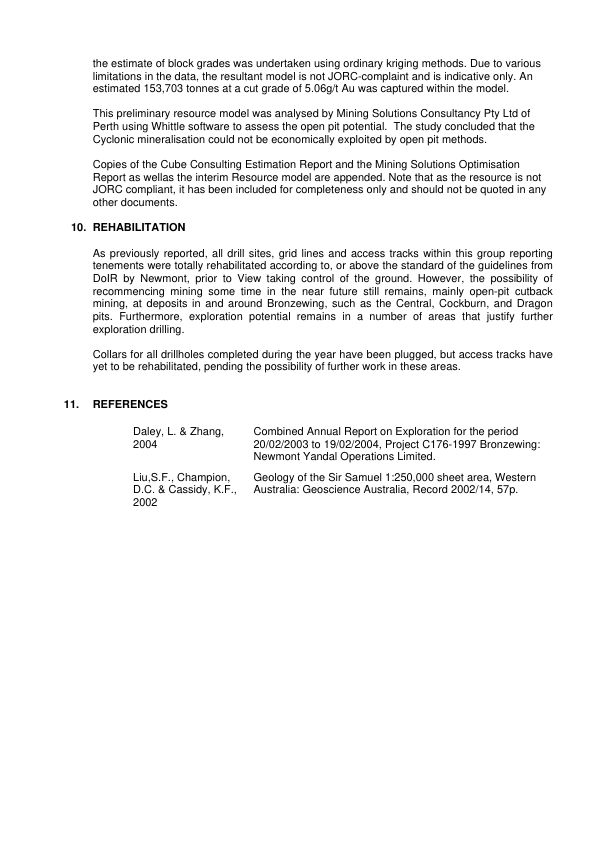 the estimate of block grades was undertaken using ordinary kriging methods. Due to various
limitations in the data, the resultant model is not JORC-complaint and is indicative only. An
estimated 153,703 tonnes at a cut grade of 5.06g/t Au was captured within the model.
This preliminary resource model was analysed by Mining Solutions Consultancy Pty Ltd of
Perth using Whittle software to assess the open pit potential. The study concluded that the
Cyclonic mineralisation could not be economically exploited by open pit methods.
Copies of the Cube Consulting Estimation Report and the Mining Solutions Optimisation
Report as wellas the interim Resource model are appended. Note that as the resource is not
JORC compliant, it has been included for completeness only and should not be quoted in any
other documents.
10. REHABILITATION
As previously reported, all drill sites, grid lines and access tracks within this group reporting
tenements were totally rehabilitated according to, or above the standard of the guidelines from
DoIR by Newmont, prior to View taking control of the ground. However, the possibility of
recommencing mining some time in the near future still remains, mainly open-pit cutback
mining, at deposits in and around Bronzewing, such as the Central, Cockburn, and Dragon
pits. Furthermore, exploration potential remains in a number of areas that justify further
exploration drilling.
Collars for all drillholes completed during the year have been plugged, but access tracks have
yet to be rehabilitated, pending the possibility of further work in these areas.
11. REFERENCES
Daley, L. & Zhang, Combined Annual Report on Exploration for the period
2004 20/02/2003 to 19/02/2004, Project C176-1997 Bronzewing:
Newmont Yandal Operations Limited.
Liu,S.F., Champion, Geology of the Sir Samuel 1:250,000 sheet area, Western
D.C. & Cassidy, K.F., Australia: Geoscience Australia, Record 2002/14, 57p.
2002